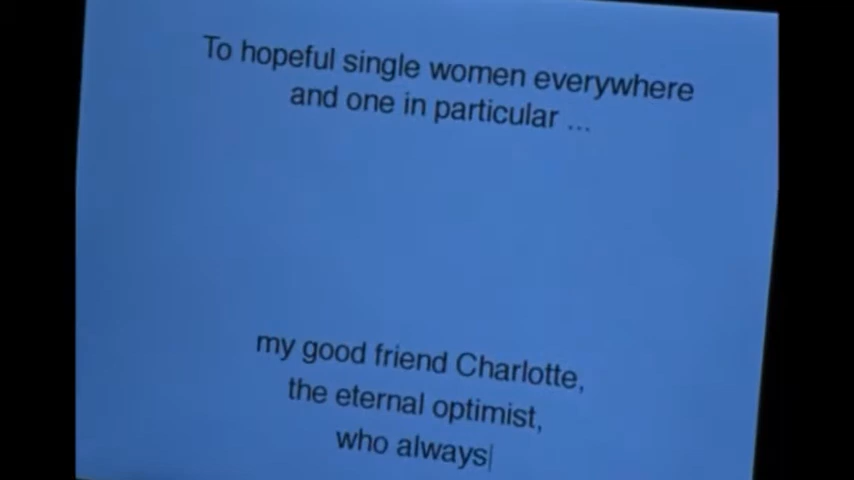 To hopeful single women everywhere
and one in particular ...
my good friend Charlotte,
the eternal optimist,
who always